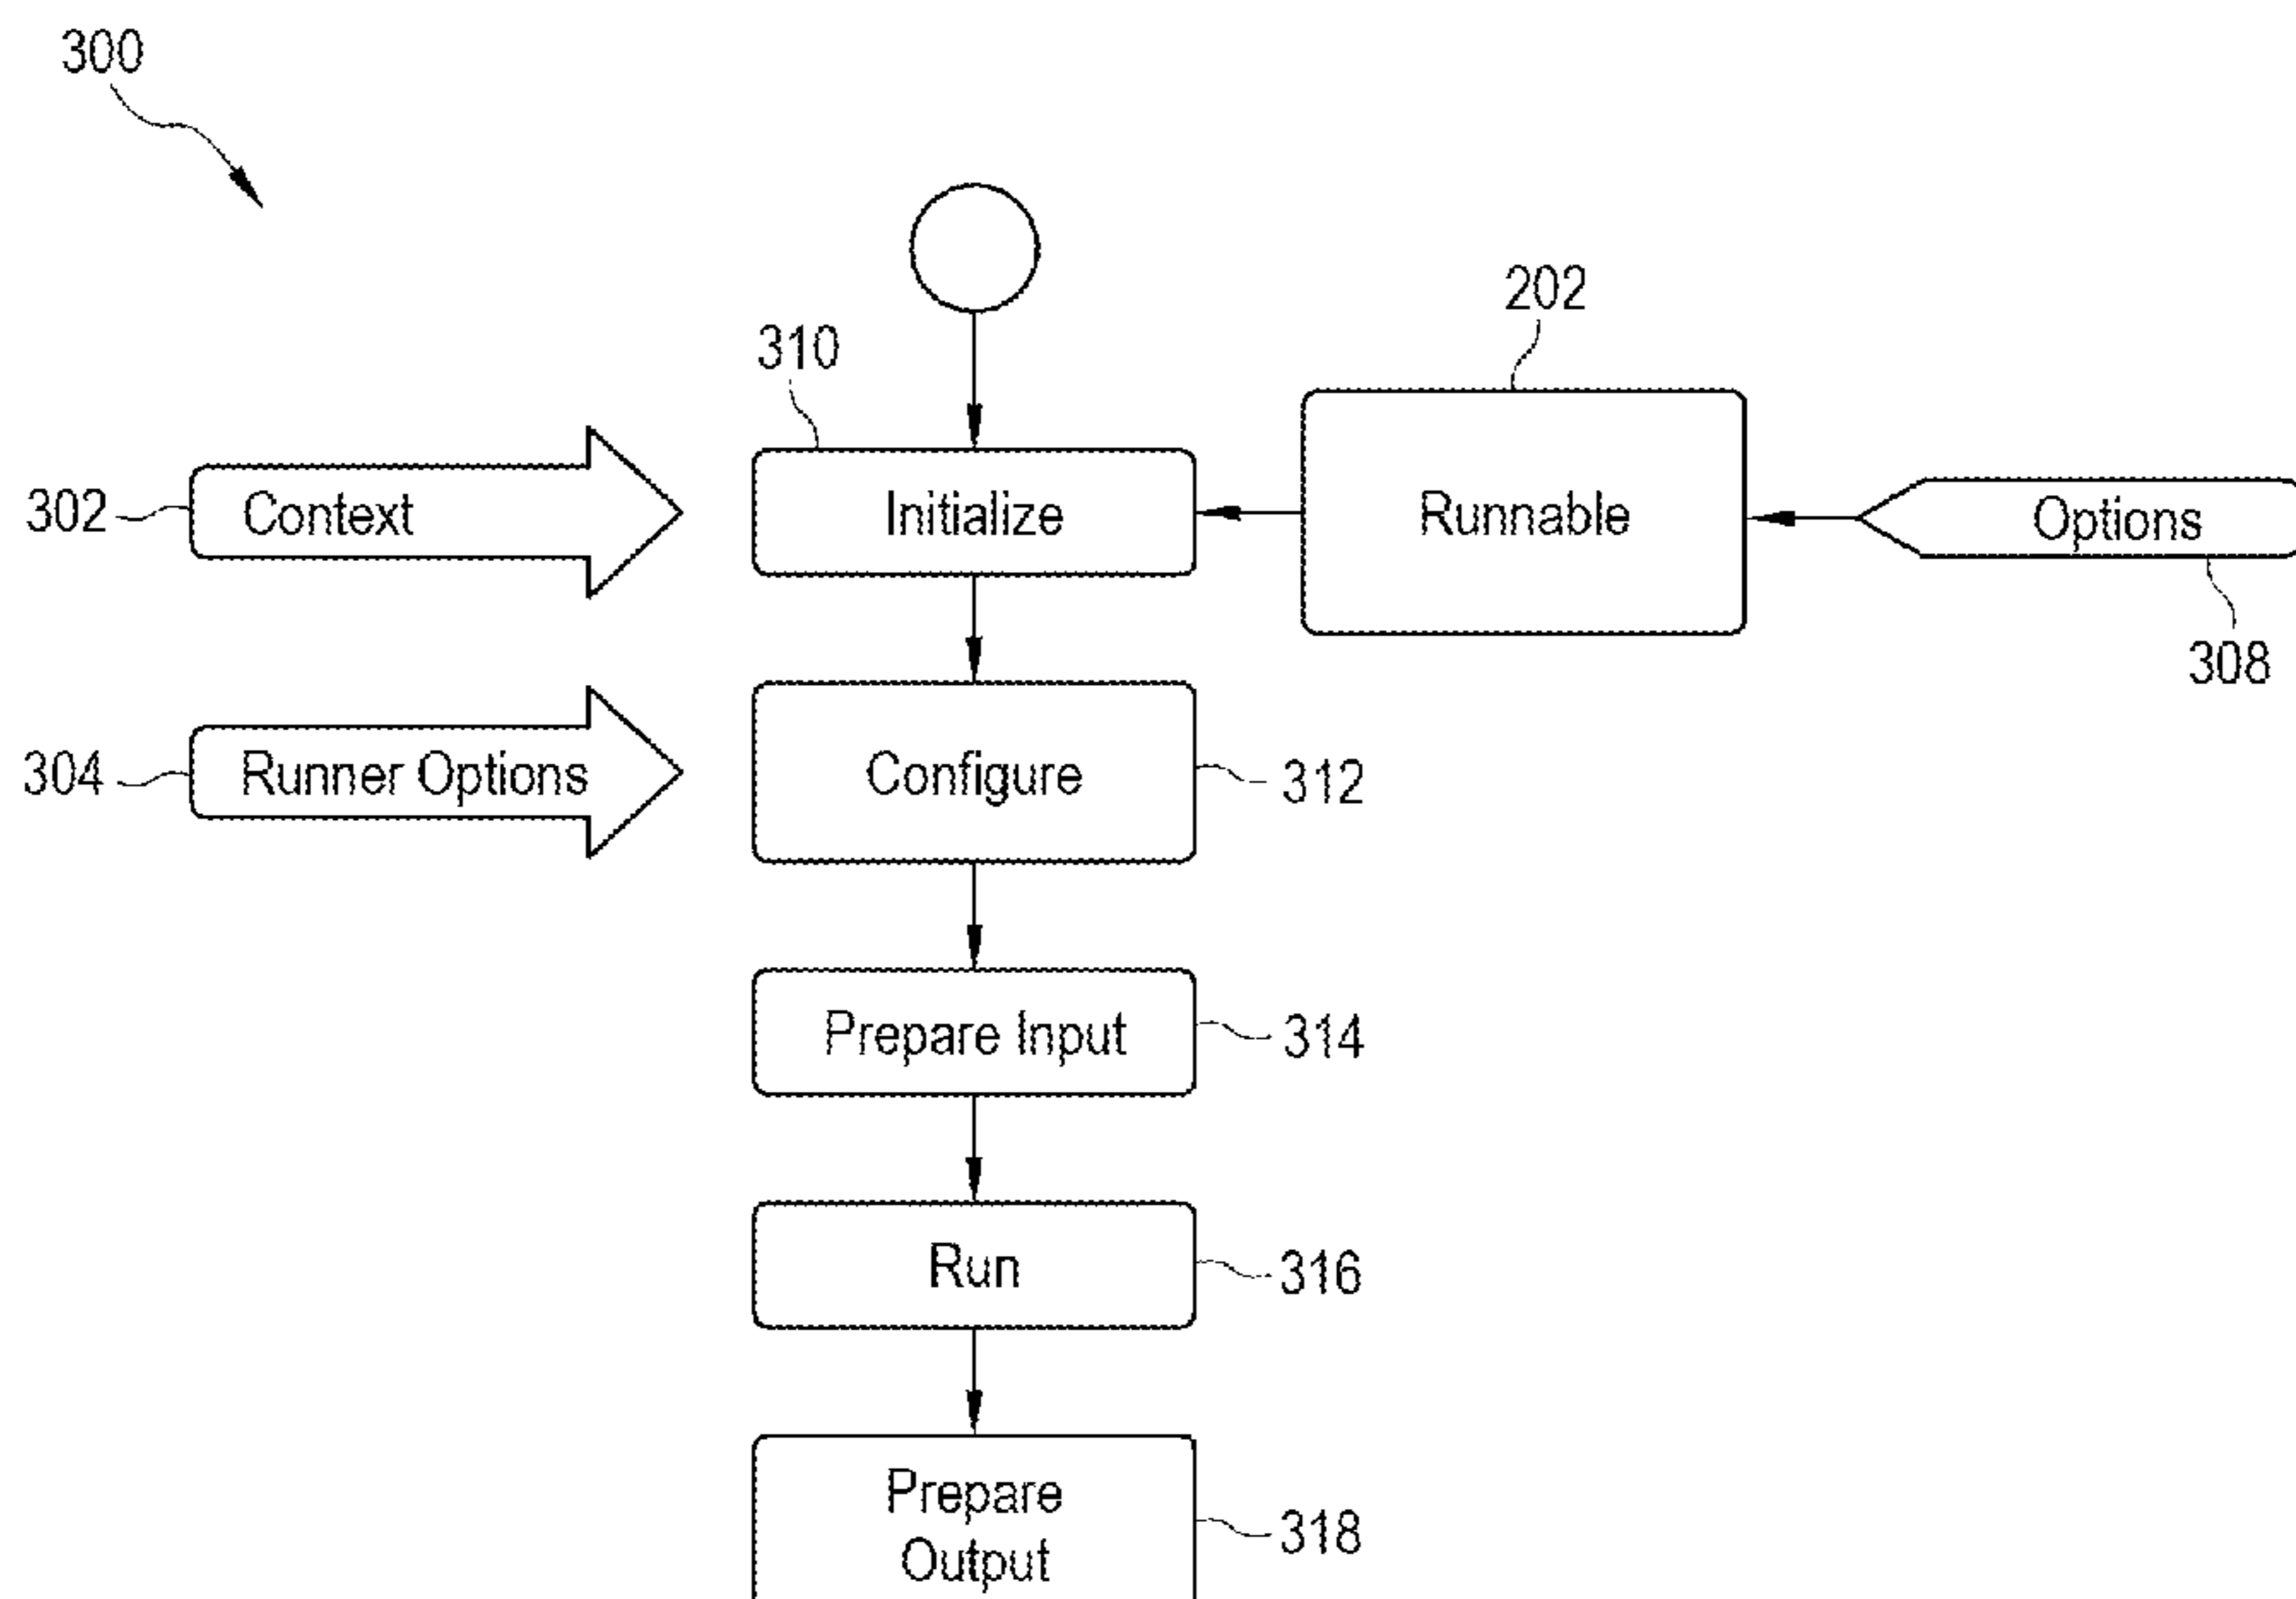 300
202
310
302
Context
Initialize
Runnable
Options
308
304
Runner Options
Configure
312
Prepare Input
314
Run
316
Prepare
Output
318